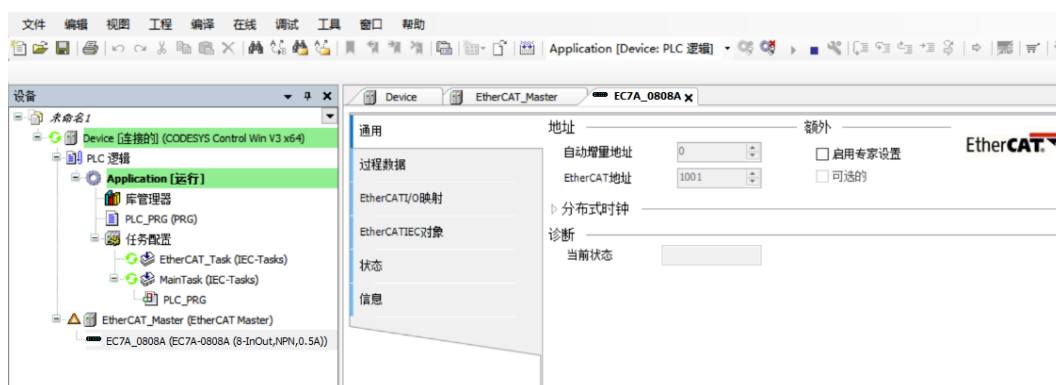 文件 编辑 视图 工程 编译 在线 调试 工具 窗口 帮助
Application [Device: PLC 逻辑]
设备
Device EtherCAT_Master EC7A_0808A
未命名1
Device [连接的] (CODESYS Control Win V3 x64)
PLC 逻辑
Application [运行]
库管理器
PLC_PRG (PRG)
任务配置
EtherCAT_Task (IEC-Tasks)
MainTask (IEC-Tasks)
PLC_PRG
EtherCAT_Master (EtherCAT Master)
EC7A_0808A (EC7A-0808A (8-InOut,NPN,0.5A))
通用
过程数据
EtherCATI/O映射
EtherCATIEC对象
状态
信息
地址
自动增量地址 0
EtherCAT地址 1001
分布式时钟
诊断
当前状态
额外
启用专家设置
可选的
EtherCAT